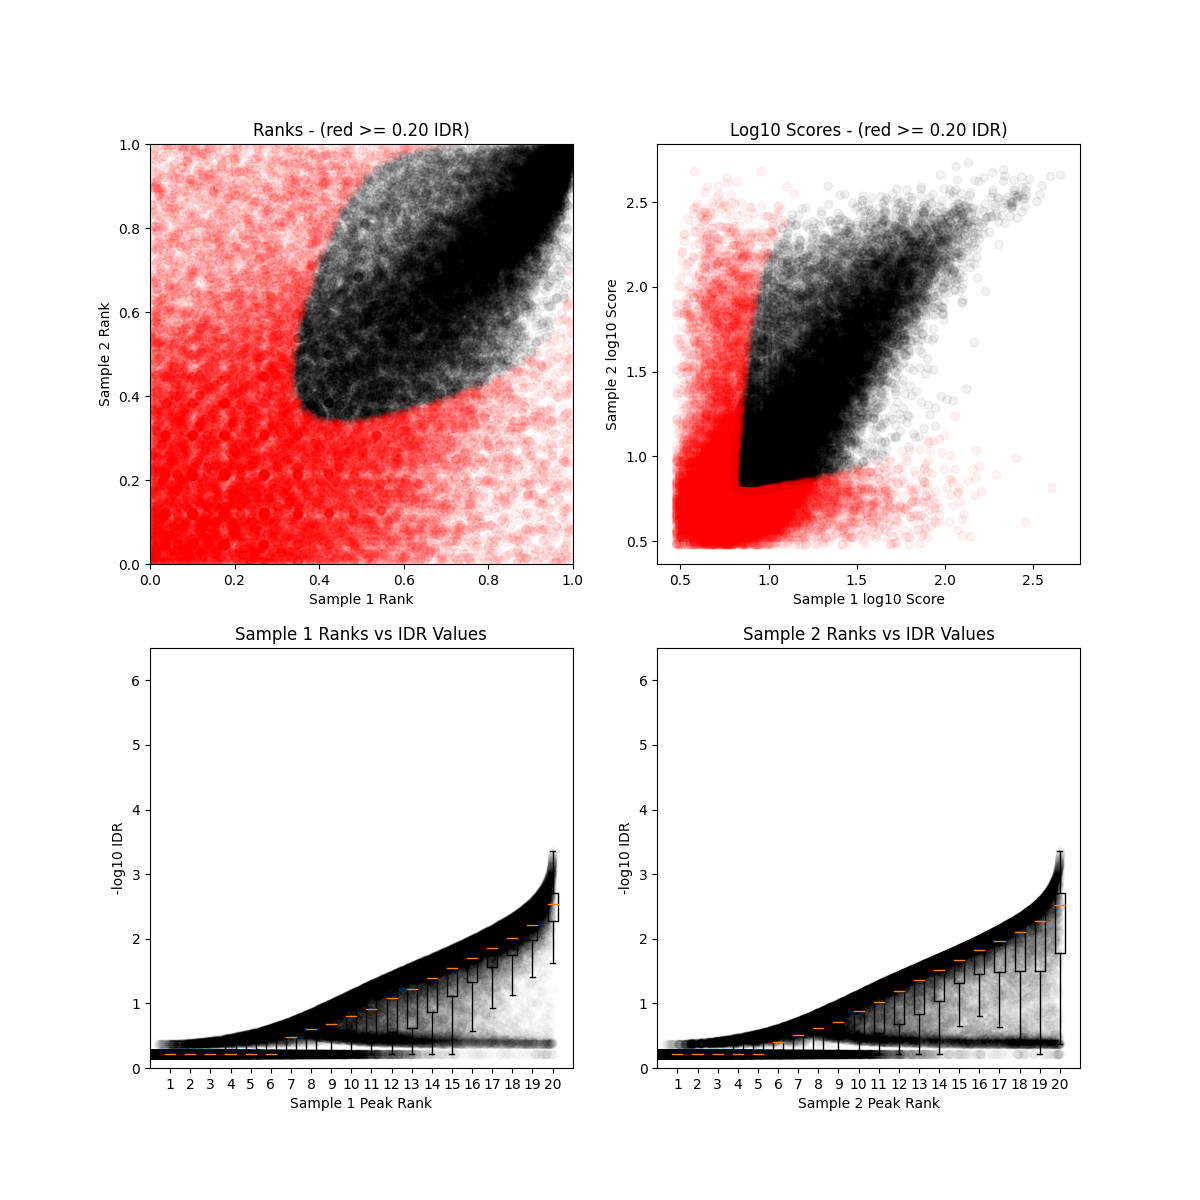 Ranks - (red >= 0.20 IDR)
1.0
0.8
0.6
0.4
0.2
0.0
Sample 2 Rank
0.0 0.2 0.4 0.6 0.8 1.0
Sample 1 Rank
Log10 Scores - (red >= 0.20 IDR)
2.5
2.0
1.5
1.0
0.5
Sample 2 log10 Score
0.5 1.0 1.5 2.0 2.5
Sample 1 log10 Score
Sample 1 Ranks vs IDR Values
6
5
4
3
2
1
0
-log10 IDR
1 2 3 4 5 6 7 8 9 10 11 12 13 14 15 16 17 18 19 20
Sample 1 Peak Rank
Sample 2 Ranks vs IDR Values
6
5
4
3
2
1
0
-log10 IDR
1 2 3 4 5 6 7 8 9 10 11 12 13 14 15 16 17 18 19 20
Sample 2 Peak Rank